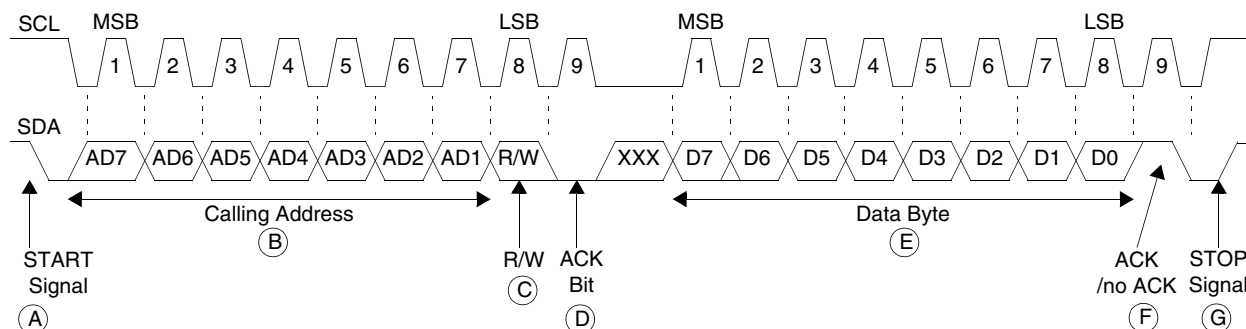 SCL MSB LSB MSB LSB
1 2 3 4 5 6 7 8 9 1 2 3 4 5 6 7 8 9
SDA
AD7 AD6 AD5 AD4 AD3 AD2 AD1 R/W XXX D7 D6 D5 D4 D3 D2 D1 D0
Calling Address Data Byte
B E
START R/W ACK ACK STOP
Signal Bit /no ACK Signal
A C D F G